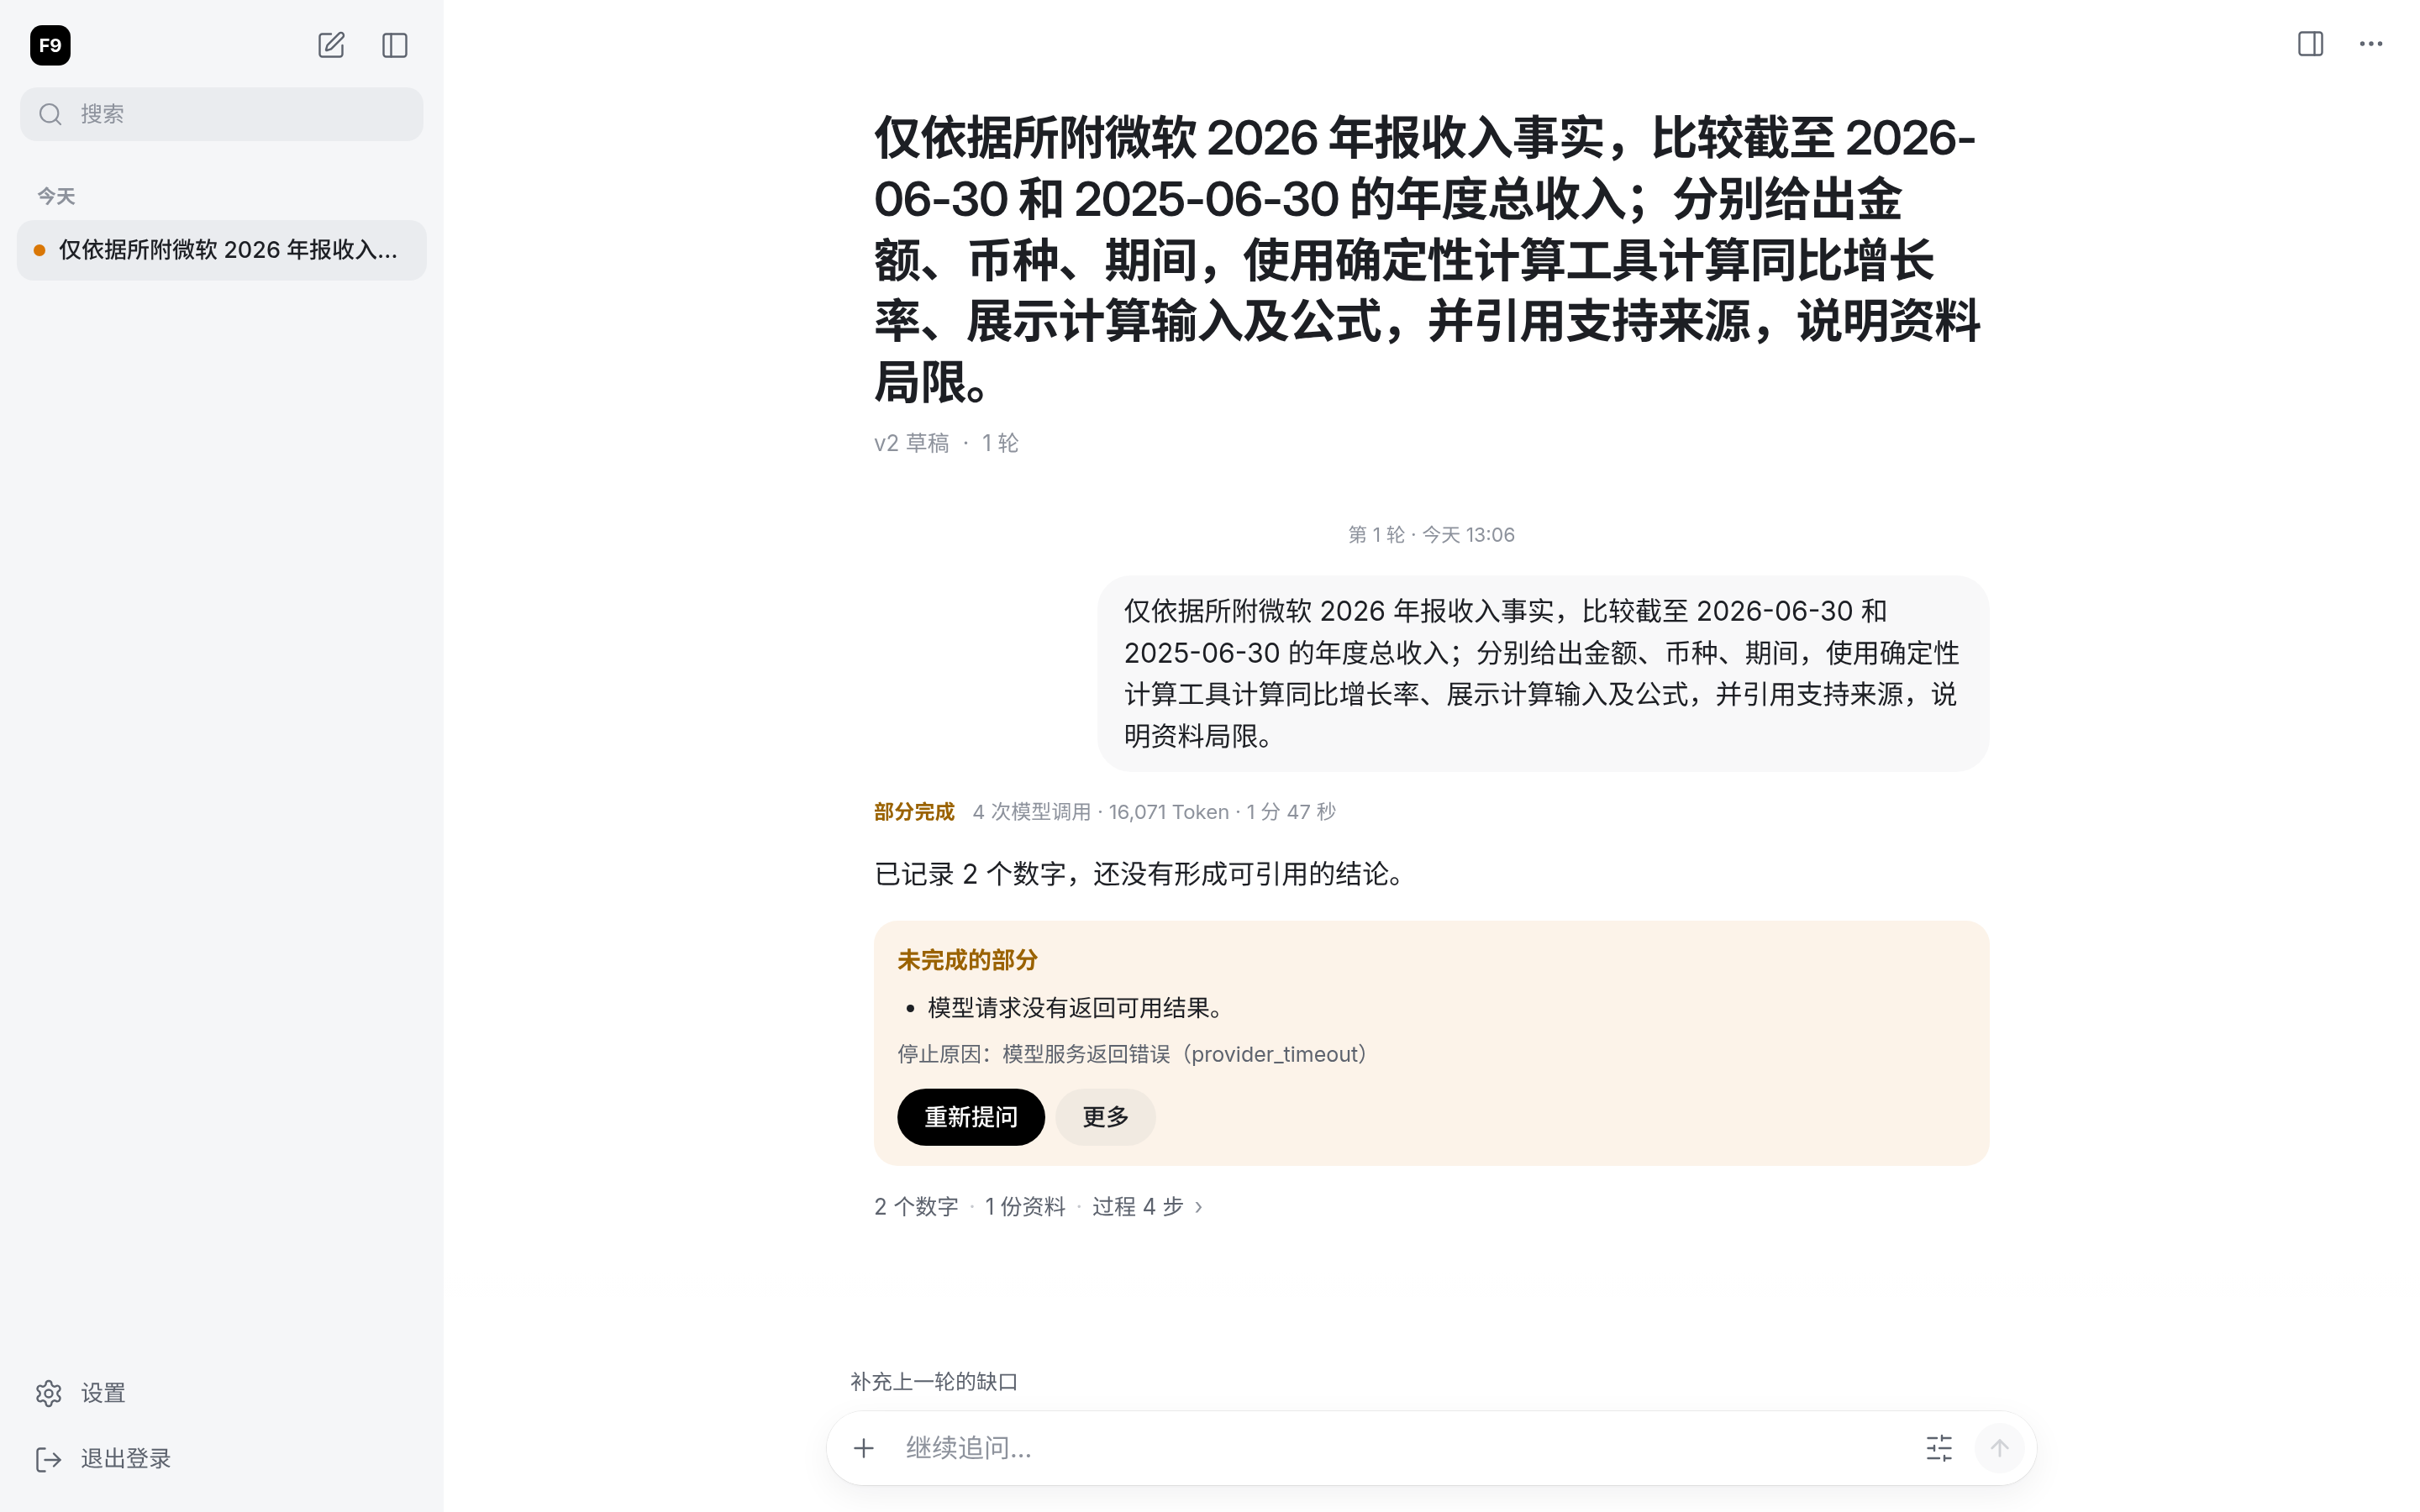 F9
搜索
今天
仅依据所附微软 2026 年报收入...
设置
退出登录
仅依据所附微软 2026 年报收入事实，比较截至 2026-
06-30 和 2025-06-30 的年度总收入；分别给出金
额、币种、期间，使用确定性计算工具计算同比增长
率、展示计算输入及公式，并引用支持来源，说明资料
局限。
v2 草稿 · 1 轮
第 1 轮 · 今天 13:06
仅依据所附微软 2026 年报收入事实，比较截至 2026-06-30 和
2025-06-30 的年度总收入；分别给出金额、币种、期间，使用确定性
计算工具计算同比增长率、展示计算输入及公式，并引用支持来源，说
明资料局限。
部分完成 4 次模型调用 · 16,071 Token · 1 分 47 秒
已记录 2 个数字，还没有形成可引用的结论。
未完成的部分
• 模型请求没有返回可用结果。
停止原因：模型服务返回错误（provider_timeout）
重新提问 更多
2 个数字 · 1 份资料 · 过程 4 步 ›
补充上一轮的缺口
继续追问...